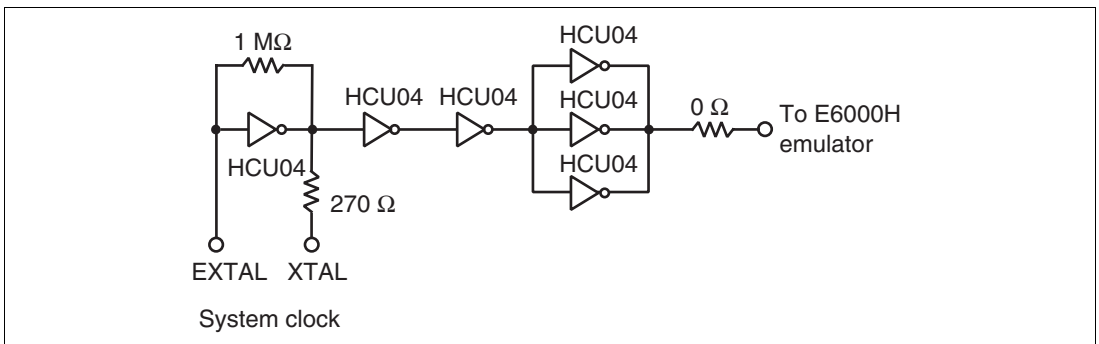 HCU04
1 MΩ
HCU04 HCU04
HCU04
0 Ω
To E6000H
emulator
HCU04
HCU04
270 Ω
EXTAL XTAL
System clock